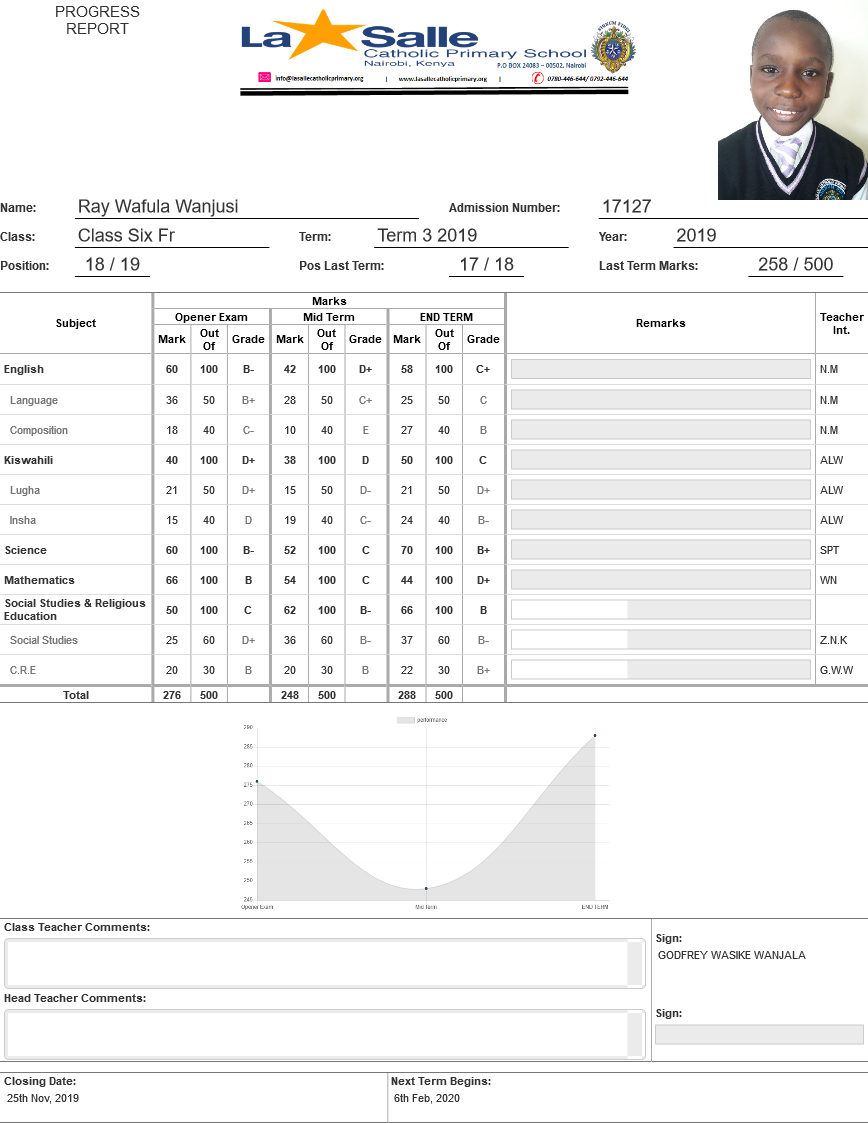 PROGRESS
REPORT
La Salle
Catholic Primary School
Nairobi, Kenya
P.O BOX 24083 – 00502, Nairobi
info@lasallecatholicprimary.org | www.lasallecatholicprimary.org | 0780-446-644/ 0792-446-644
Name: Ray Wafula Wanjusi Admission Number: 17127
Class: Class Six Fr Term: Term 3 2019 Year: 2019
Position: 18 / 19 Pos Last Term: 17 / 18 Last Term Marks: 258 / 500
Subject Marks Remarks Teacher Int.
Opener Exam Mid Term END TERM
Mark Out Of Grade Mark Out Of Grade Mark Out Of Grade
English 60 100 B- 42 100 D+ 58 100 C+ N.M
Language 36 50 B+ 28 50 C+ 25 50 C N.M
Composition 18 40 C- 10 40 E 27 40 B N.M
Kiswahili 40 100 D+ 38 100 D 50 100 C ALW
Lugha 21 50 D+ 15 50 D- 21 50 D+ ALW
Insha 15 40 D 19 40 C- 24 40 B- ALW
Science 60 100 B- 52 100 C 70 100 B+ SPT
Mathematics 66 100 B 54 100 C 44 100 D+ WN
Social Studies & Religious Education 50 100 C 62 100 B- 66 100 B
Social Studies 25 60 D+ 36 60 B- 37 60 B- Z.N.K
C.R.E 20 30 B 20 30 B 22 30 B+ G.W.W
Total 276 500 248 500 288 500
performance
290
285
280
275
270
265
260
255
250
245
Opener Exam Mid Term END TERM
Class Teacher Comments:
Sign:
GODFREY WASIKE WANJALA
Head Teacher Comments:
Sign:
Closing Date: Next Term Begins:
25th Nov, 2019 6th Feb, 2020